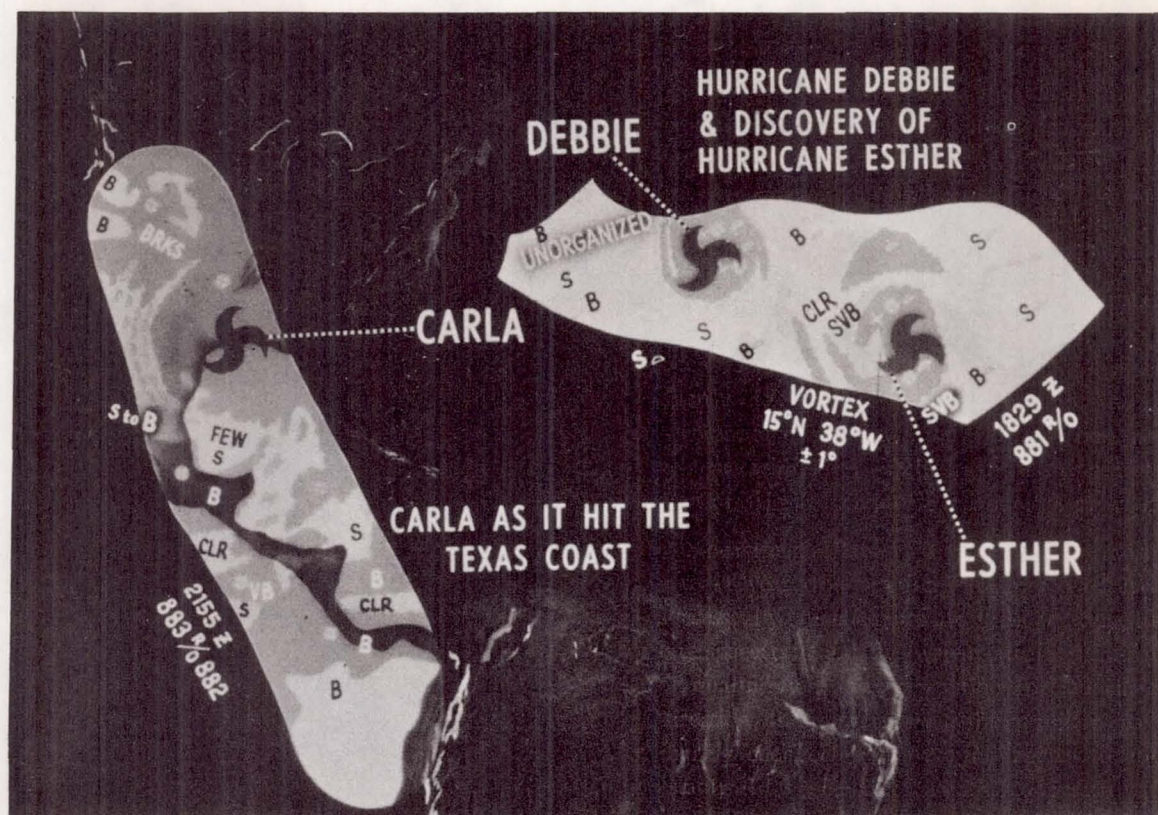 HURRICANE DEBBIE
& DISCOVERY OF
HURRICANE ESTHER
DEBBIE
B
B
BRKS
CARLA
S to B
FEW
S
B
CLR
S
VB
S
B
CLR
B
B
2155 Z
883 R/O 882
CARLA AS IT HIT THE
TEXAS COAST
B
UNORGANIZED
S
B
S
B
S
B
CLR
SVB
S
S
B
SVB
VORTEX
15°N 38°W
± 1°
1829 Z
881 R/O
ESTHER